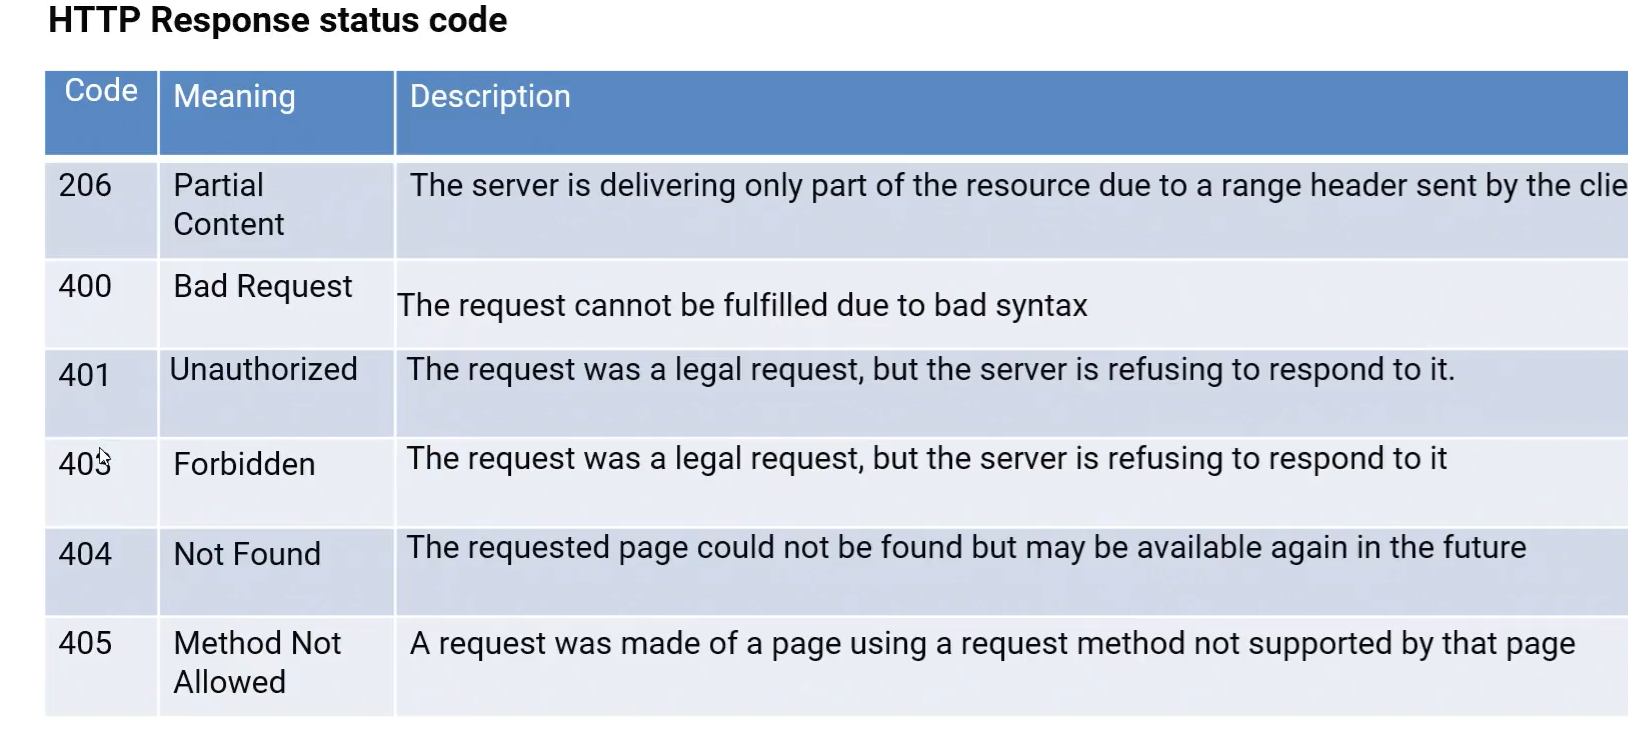 HTTP Response status code
Code Meaning Description
206 Partial Content The server is delivering only part of the resource due to a range header sent by the
400 Bad Request The request cannot be fulfilled due to bad syntax
401 Unauthorized The request was a legal request, but the server is refusing to respond to it.
403 Forbidden The request was a legal request, but the server is refusing to respond to it
404 Not Found The requested page could not be found but may be available again in the future
405 Method Not Allowed A request was made of a page using a request method not supported by that page